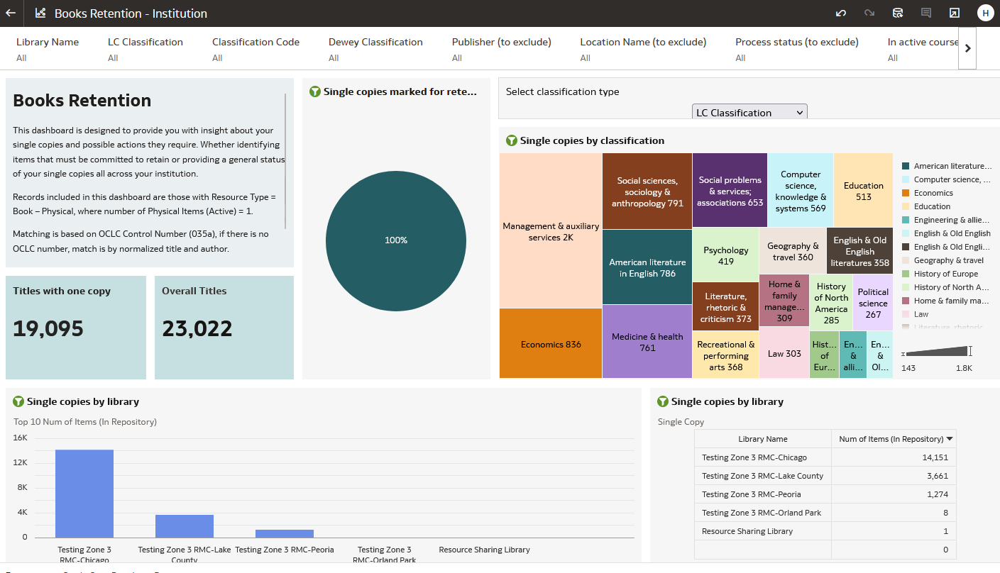 Books Retention - Institution
H
Library Name
All
LC Classification
All
Classification Code
All
Dewey Classification
All
Publisher (to exclude)
All
Location Name (to exclude)
All
Process status (to exclude)
All
In active course
All
Books Retention
This dashboard is designed to provide you with insight about your
single copies and possible actions they require. Whether identifying
items that must be committed to retain or providing a general status
of your single copies all across your institution.
Records included in this dashboard are those with Resource Type =
Book – Physical, where number of Physical Items (Active) = 1.
Matching is based on OCLC Control Number (035a), if there is no
OCLC number, match is by normalized title and author.
Titles with one copy
19,095
Overall Titles
23,022
Single copies marked for rete...
100%
Select classification type
LC Classification
Single copies by classification
Management & auxiliary
services 2K
Economics 836
Social sciences,
sociology &
anthropology 791
American literature
in English 786
Medicine & health
761
Social problems
& services;
associations 653
Computer
science,
knowledge &
systems 569
Education
513
Psychology
419
Geography &
travel 360
English & Old
English
literatures 358
Literature,
rhetoric &
criticism 373
Home &
family
manage...
309
History
of North
America
285
Political
science
267
Recreational &
performing
arts 368
Law 303
Hist...
of
Eur...
En...
&
alli...
En...
&
Ol...
American literature...
Computer science, ...
Economics
Education
Engineering & allie...
English & Old English
English & Old Engli...
Geography & travel
History of Europe
History of North A...
Home & family ma...
Law
Literature, rhetoric
143
1.8K
Single copies by library
Top 10 Num of Items (In Repository)
16K
12K
8K
4K
0
Testing Zone 3
RMC-Chicago
Testing Zone 3 RMC-Lake
County
Testing Zone 3 RMC-Peoria
Testing Zone 3
RMC-Orland Park
Resource Sharing Library
Single copies by library
Single Copy
Library Name
Num of Items (In Repository)
Testing Zone 3 RMC-Chicago
14,151
Testing Zone 3 RMC-Lake County
3,661
Testing Zone 3 RMC-Peoria
1,274
Testing Zone 3 RMC-Orland Park
8
Resource Sharing Library
1
0